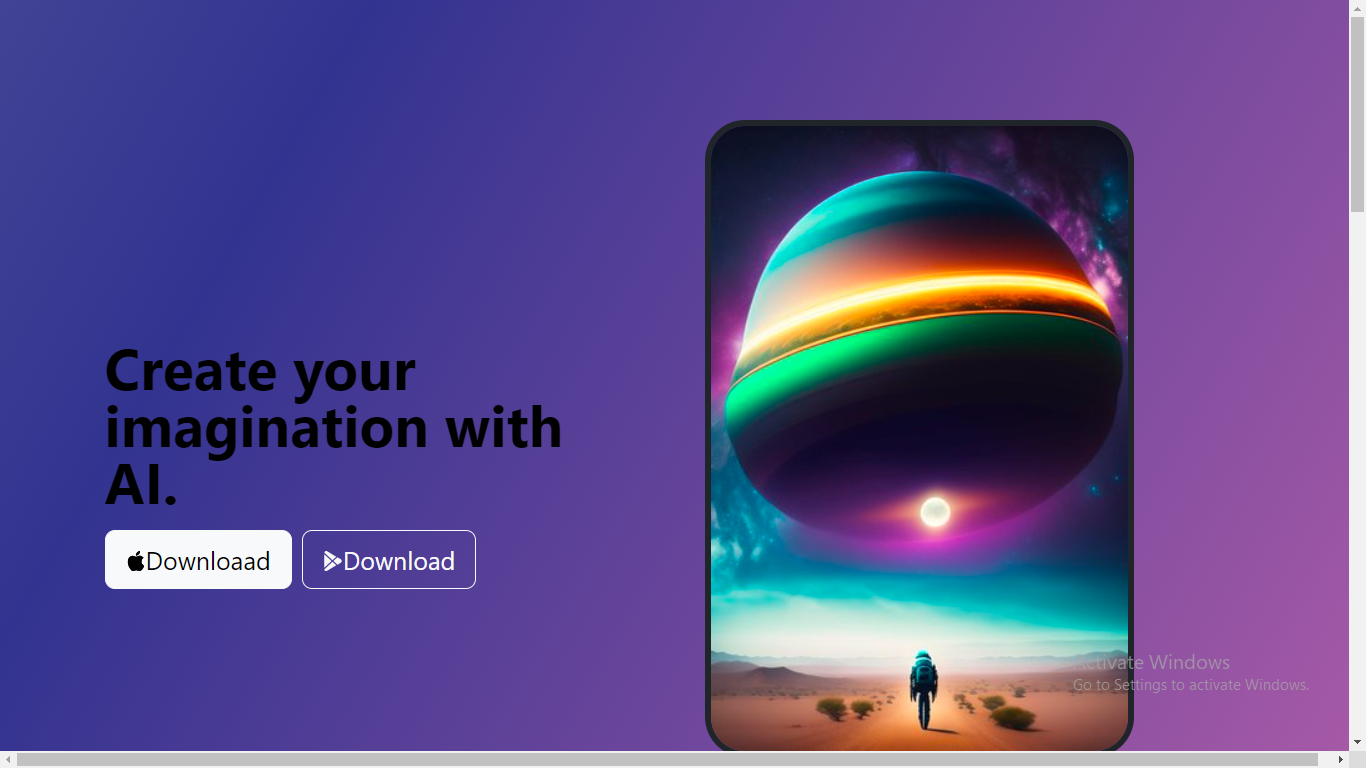 Create your
imagination with
AI.
Downloaad
Download
Activate Windows
Go to Settings to activate Windows.